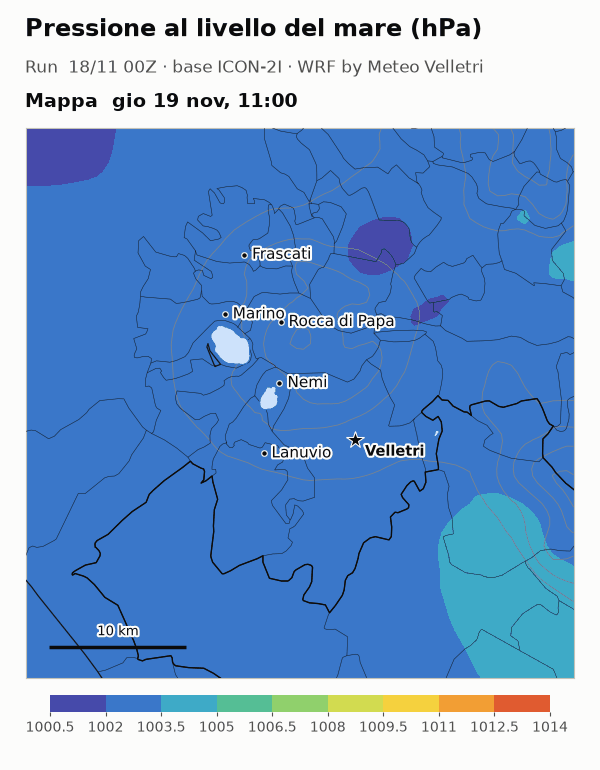 Pressione al livello del mare (hPa)
Run  18/11 00Z · base ICON-2I · WRF by Meteo Velletri
Mappa  gio 19 nov, 11:00
Frascati
Marino
Rocca di Papa
Nemi
Velletri
Lanuvio
10 km
1000.5 1002 1003.5 1005 1006.5 1008 1009.5 1011 1012.5 1014